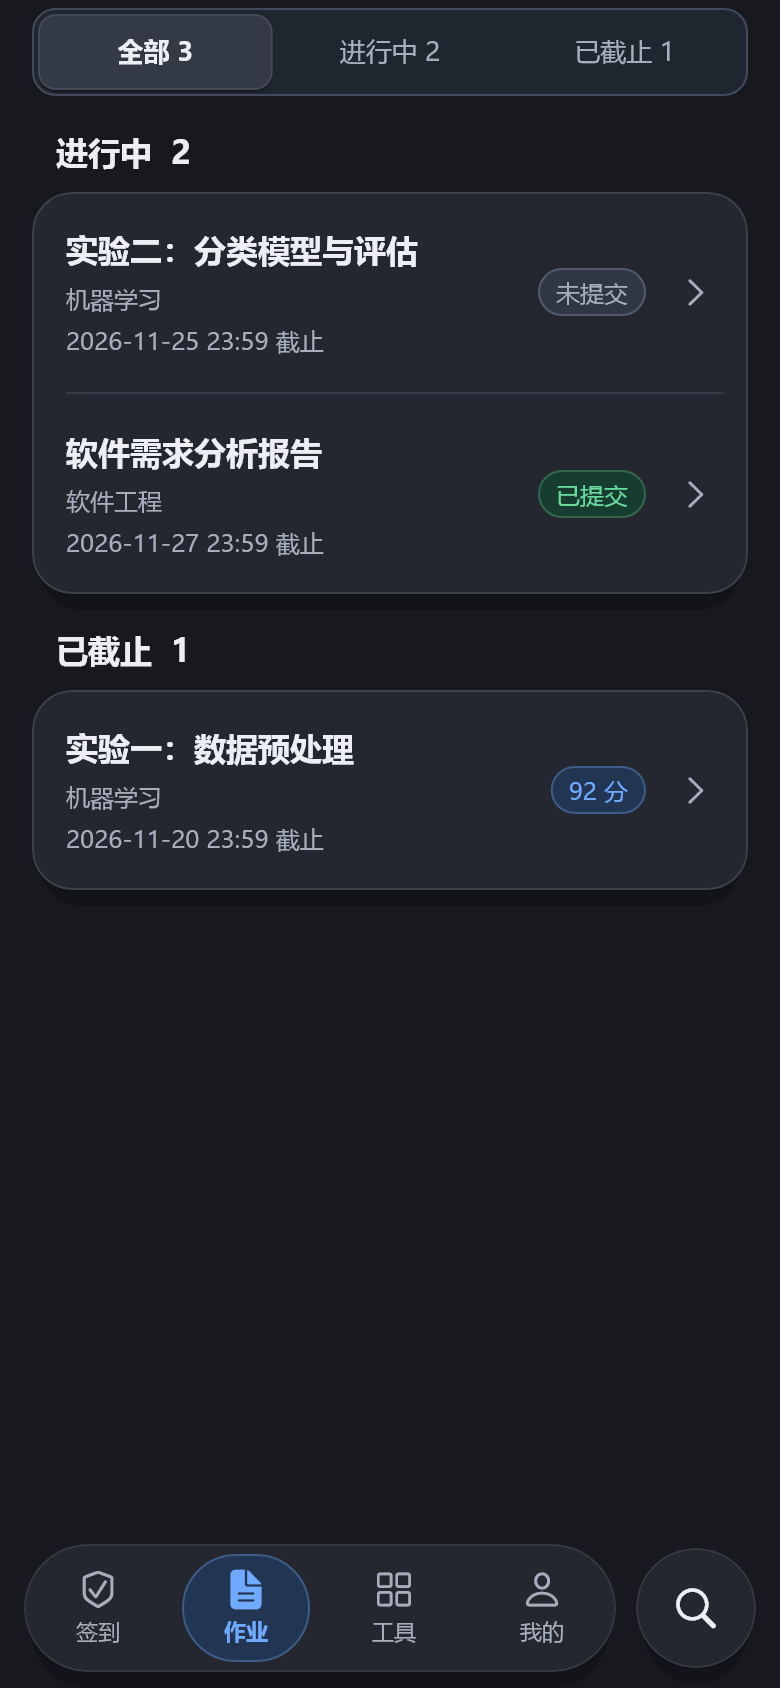 全部 3
进行中 2
已截止 1
进行中 2
实验二：分类模型与评估
机器学习
2026-11-25 23:59 截止
未提交
软件需求分析报告
软件工程
2026-11-27 23:59 截止
已提交
已截止 1
实验一：数据预处理
机器学习
2026-11-20 23:59 截止
92 分
签到
作业
工具
我的